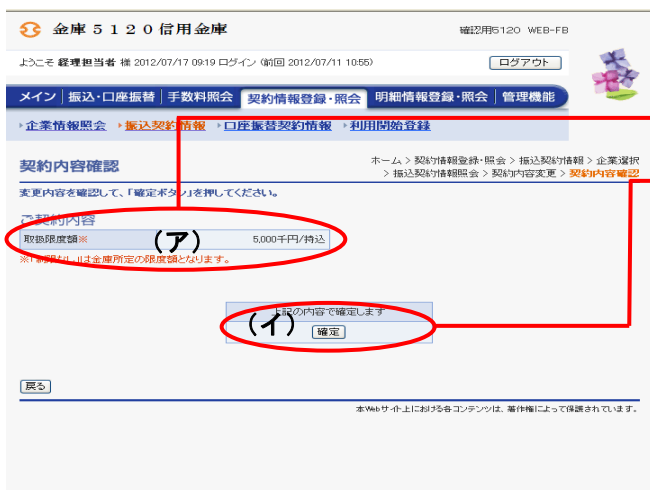 金庫５１２０信用金庫
確認用5120 WEB-FB
ようこそ 経理担当者 様 2012/07/17 09:19 ログイン (前回 2012/07/11 10:55)
ログアウト
メイン 振込・口座振替 手数料照会 契約情報登録・照会 明細情報登録・照会 管理機能
企業情報照会 振込契約情報 口座振替契約情報 利用開始登録
契約内容確認
ホーム > 契約情報登録・照会 > 振込契約情報 > 企業選択
> 振込契約情報照会 > 契約内容変更 > 契約内容確認
変更内容を確認して、「確定ボタン」を押してください。
ご契約内容
取扱限度額※ (ア) 5,000千円/持込
※「制限なし」は金庫所定の限度額となります。
上記の内容で確定します
(イ) 確定
戻る
本Webサイト上における各コンテンツは、著作権によって保護されています。